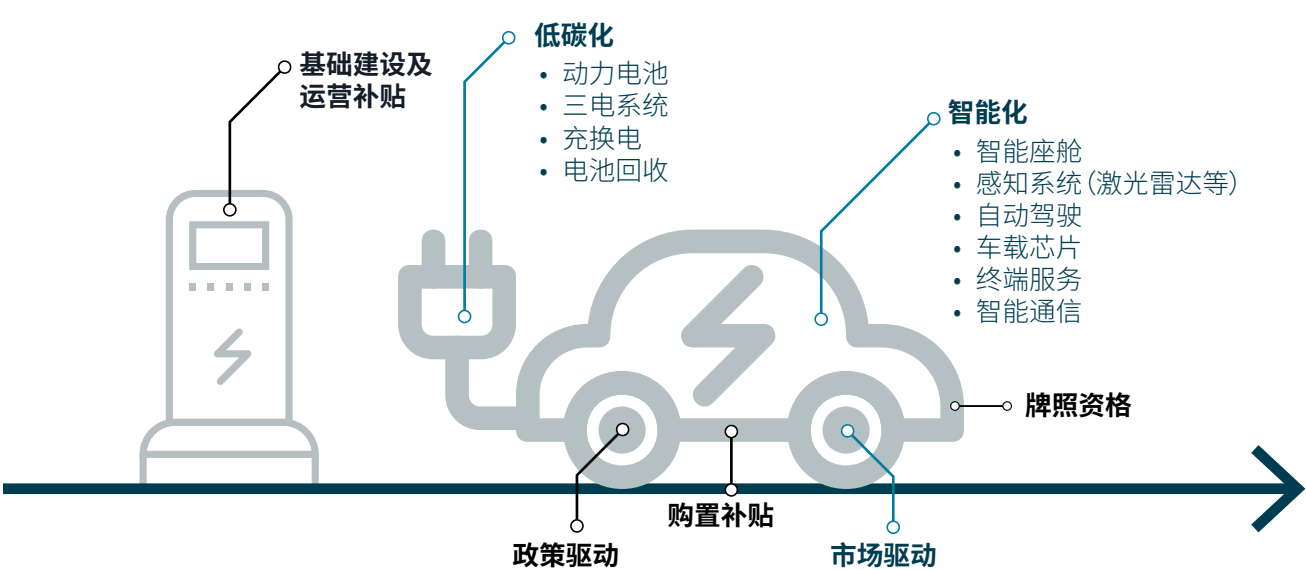 基础建设及
运营补贴
低碳化
• 动力电池
• 三电系统
• 充换电
• 电池回收
智能化
• 智能座舱
• 感知系统（激光雷达等）
• 自动驾驶
• 车载芯片
• 终端服务
• 智能通信
牌照资格
购置补贴
政策驱动
市场驱动